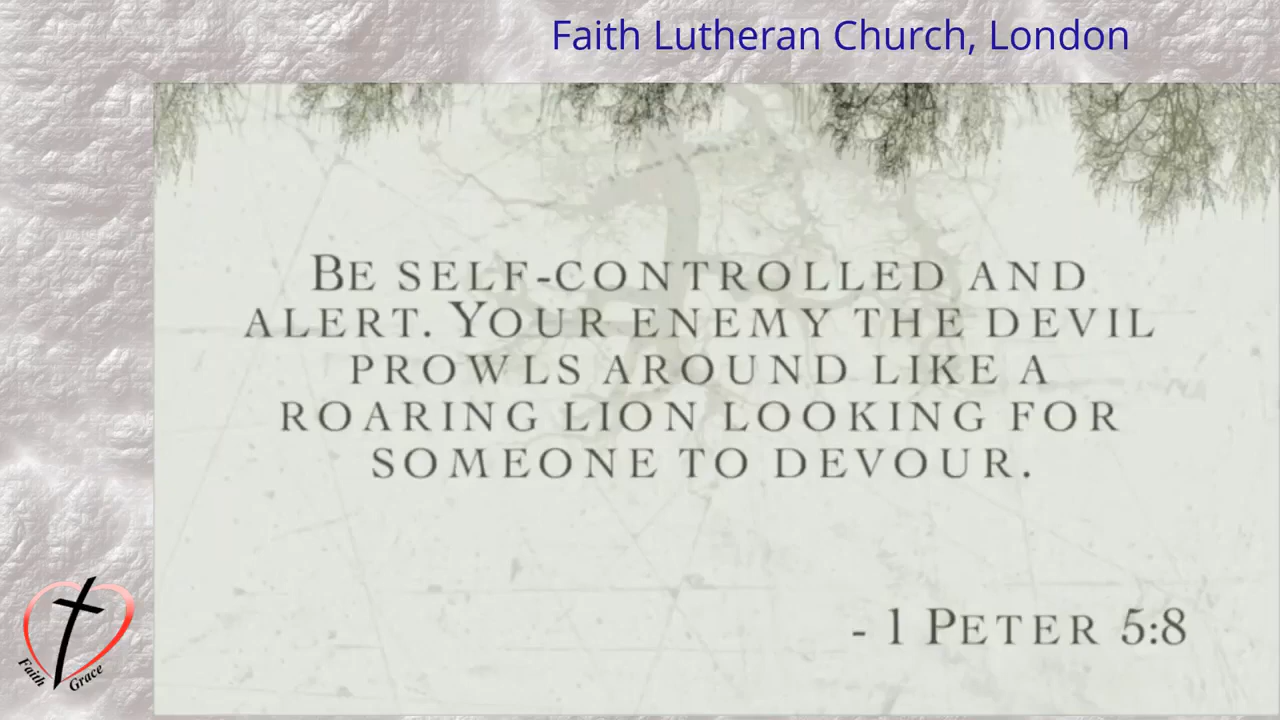 Faith Lutheran Church, London
BE SELF-CONTROLLED AND
ALERT. YOUR ENEMY THE DEVIL
PROWLS AROUND LIKE A
ROARING LION LOOKING FOR
SOMEONE TO DEVOUR.
- 1 PETER 5:8
Faith Grace